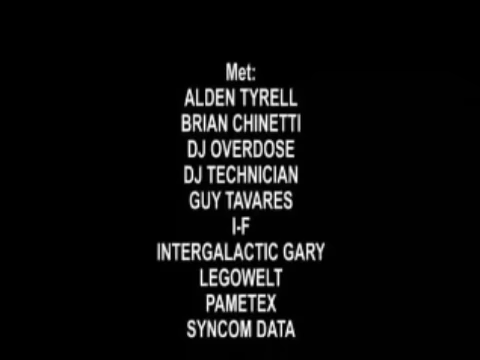 Met:
ALDEN TYRELL
BRIAN CHINETTI
DJ OVERDOSE
DJ TECHNICIAN
GUY TAVARES
I-F
INTERGALACTIC GARY
LEGOWELT
PAMETEX
SYNCOM DATA